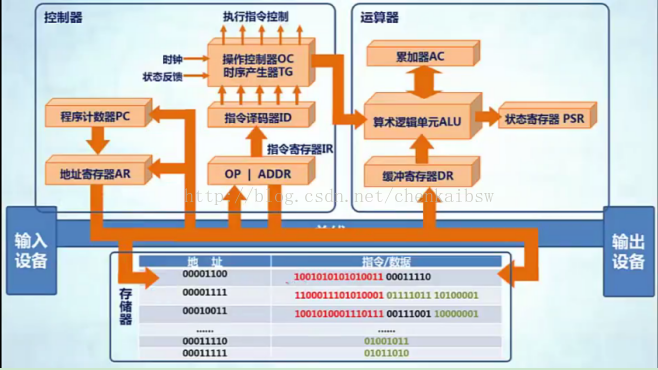 控制器
执行指令控制
运算器
时钟
状态反馈
操作控制器OC
时序产生器TG
累加器AC
程序计数器PC
指令译码器ID
算术逻辑单元ALU
状态寄存器 PSR
指令寄存器IR
地址寄存器AR
OP | ADDR
缓冲寄存器DR
http://blog.csdn.net/chenkaibsw
输入
设备
总线
输出
设备
存储器
地 址 指令/数据
00001100 1001010101010011 00011110
00001111 1100011101010001 01111011 10100001
00010011 1001010001110111 00111001 10000001
...... ......
00011110 01001011
00011111 01011010